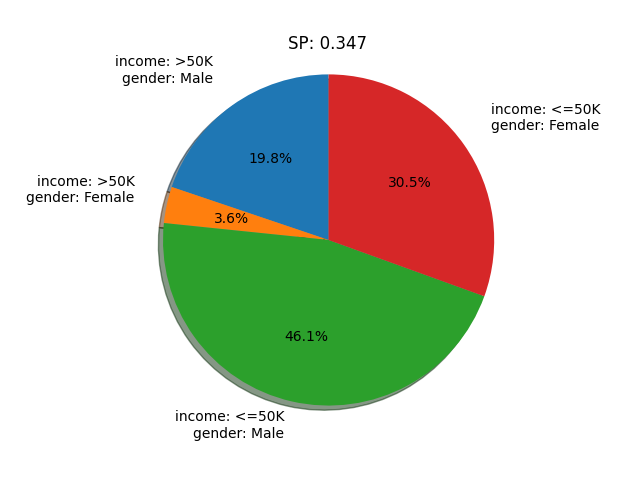 SP: 0.347
income: >50K
gender: Male
income: <=50K
gender: Female
19.8%
30.5%
income: >50K
gender: Female
3.6%
46.1%
income: <=50K
gender: Male